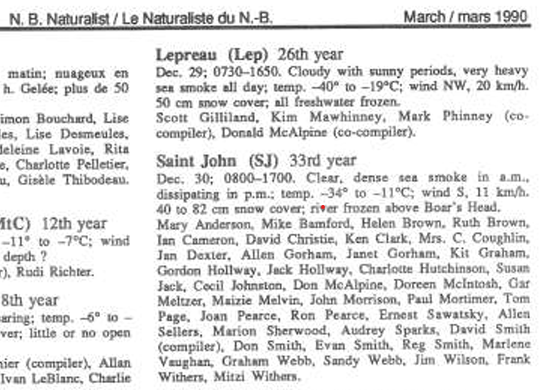 N. B. Naturalist / Le Naturaliste du N.-B.
March / mars 1990
matin; nuageux en
h. Gelée; plus de 50
imon Bouchard, Lise
les, Lise Desmeules,
deleine Lavoie, Rita
e, Charlotte Pelletier,
u, Gisèle Thibodeau.
MtC) 12th year
-11° to -7°C; wind
depth ?
r), Rudi Richter.
8th year
aring; temp. -6° to -
ver; little or no open
nier (compiler), Allan
Ivan LeBlanc, Charlie
Lepreau (Lep) 26th year
Dec. 29; 0730-1650. Cloudy with sunny periods, very heavy
sea smoke all day; temp. -40° to -19°C; wind NW, 20 km/h.
50 cm snow cover; all freshwater frozen.
Scott Gilliland, Kim Mawhinney, Mark Phinney (co-
compiler), Donald McAlpine (co-compiler).
Saint John (SJ) 33rd year
Dec. 30; 0800-1700. Clear, dense sea smoke in a.m.,
dissipating in p.m.; temp. -34° to -11°C; wind S, 11 km/h.
40 to 82 cm snow cover; river frozen above Boar's Head.
Mary Anderson, Mike Bamford, Helen Brown, Ruth Brown,
Ian Cameron, David Christie, Ken Clark, Mrs. C. Coughlin,
Jan Dexter, Allen Gorham, Janet Gorham, Kit Graham,
Gordon Hollway, Jack Hollway, Charlotte Hutchinson, Susan
Jack, Cecil Johnston, Don McAlpine, Doreen McIntosh, Gar
Meltzer, Maizie Melvin, John Morrison, Paul Mortimer, Tom
Page, Joan Pearce, Ron Pearce, Ernest Sawatsky, Allen
Sellers, Marion Sherwood, Audrey Sparks, David Smith
(compiler), Don Smith, Evan Smith, Reg Smith, Marlene
Vaughan, Graham Webb, Sandy Webb, Jim Wilson, Frank
Withers, Mitzi Withers.